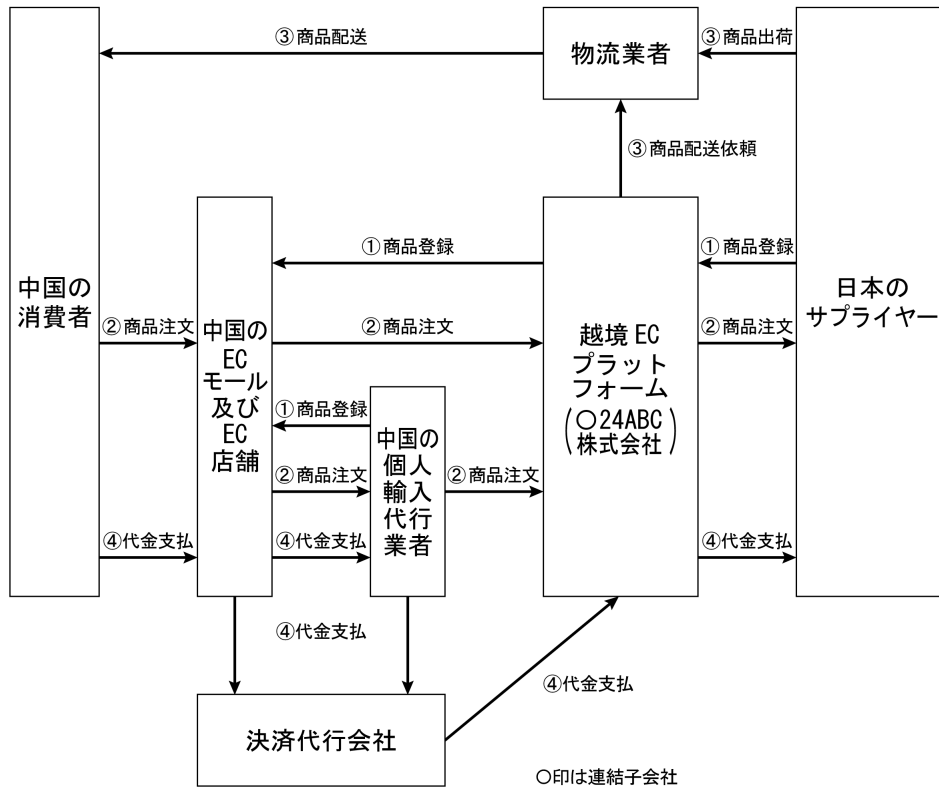 ③商品配送
物流業者
③商品出荷
③商品配送依頼
中国の
消費者
①商品登録
①商品登録
日本の
サプライヤー
②商品注文
中国の
EC
モール
及び
EC
店舗
②商品注文
越境EC
プラット
フォーム
(○24ABC
株式会社)
②商品注文
①商品登録
中国の
個人
輸入
代行
業者
②商品注文
②商品注文
④代金支払
④代金支払
④代金支払
④代金支払
④代金支払
決済代行会社
○印は連結子会社